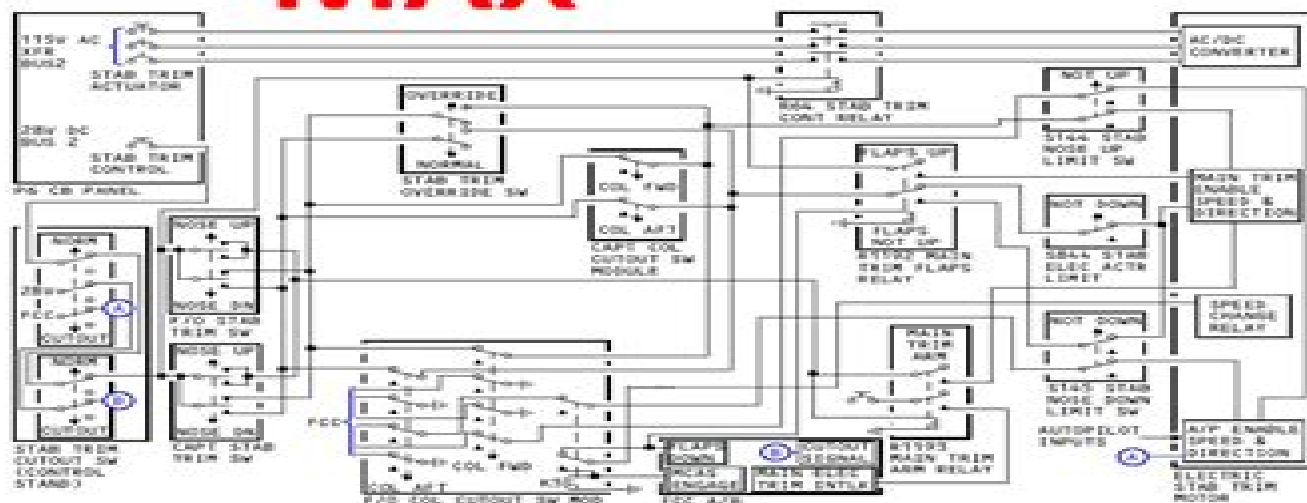 MAX
115V AC
XFR
BUS2
STAB TRIM
ACTUATOR
28V DC
BUS 2
STAB TRIM
CONTROL
P6 CB PANEL
OVERRIDE
NORMAL
STAB TRIM
OVERRIDE SW
R64 STAB TRIM
CONT RELAY
AC/DC
CONVERTER
NOT UP
S144 STAB
NOSE UP
LIMIT SW
COL FWD
COL AFT
CAPT COL
CUTOUT SW
MODULE
FLAPS UP
FLAPS
NOT UP
R1192 MAIN
TRIM FLAPS
RELAY
MAIN TRIM
ENABLE
SPEED &
DIRECTION
NOT DOWN
S844 STAB
ELEC ACTR
LIMIT
NORM
28V
FCC
A
CUTOUT
NORM
B
CUTOUT
STAB TRIM
CUTOUT SW
(CONTROL
STAND)
NOSE UP
NOSE DN
F/O STAB
TRIM SW
NOSE UP
NOSE DN
CAPT STAB
TRIM SW
FCC
COL FWD
COL AFT
F/O COL CUTOUT SW MOD
FLAPS
DOWN
B
CUTOUT
SIGNAL
MCAS
ENGAGE
MAIN ELEC
TRIM INTLK
FCC A/B
MAIN
TRIM
ARM
R1193
MAIN TRIM
ARM RELAY
SPEED
CHANGE
RELAY
NOT DOWN
S145 STAB
NOSE DOWN
LIMIT SW
AUTOPILOT
INPUTS
A
A/P ENABLE
SPEED &
DIRECTION
ELECTRIC
STAB TRIM
MOTOR